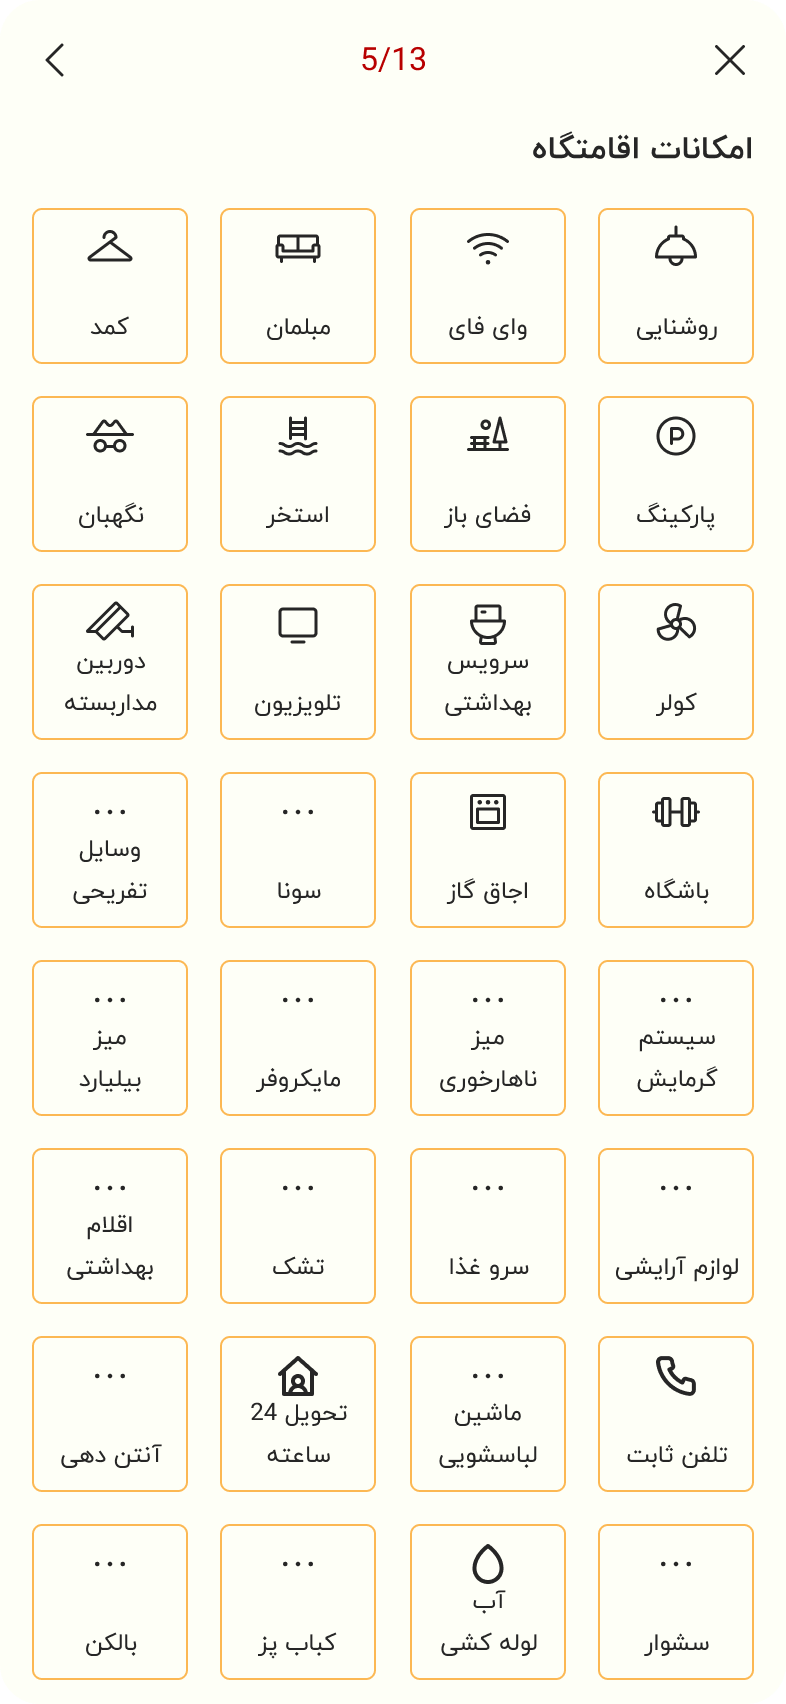 5/13
امکانات اقامتگاه
روشنایی
وای فای
مبلمان
کمد
پارکینگ
فضای باز
استخر
نگهبان
کولر
سرویس
بهداشتی
تلویزیون
دوربین
مداربسته
باشگاه
اجاق گاز
سونا
وسایل
تفریحی
سیستم
گرمایش
میز
ناهارخوری
مایکروفر
میز
بیلیارد
لوازم آرایشی
سرو غذا
تشک
اقلام
بهداشتی
تلفن ثابت
ماشین
لباسشویی
تحویل 24
ساعته
آنتن دهی
سشوار
آب
لوله کشی
کباب پز
بالکن